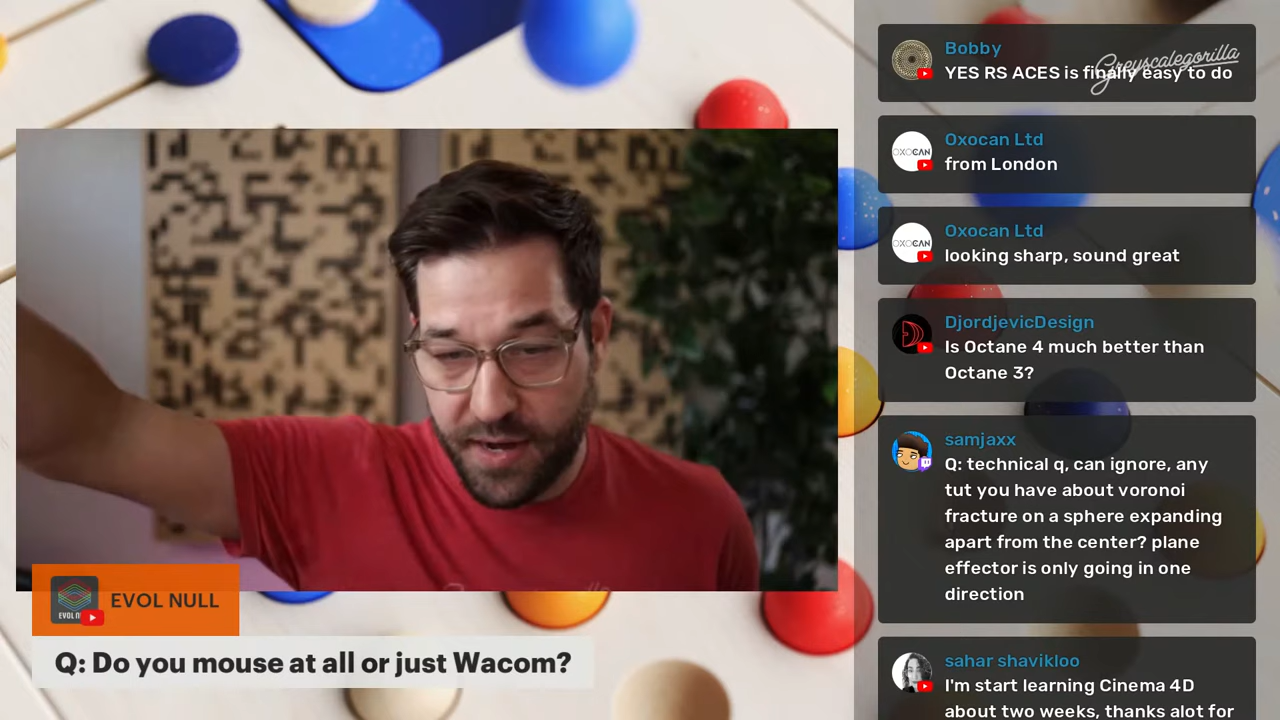 Bobby
YES RS ACES is finally easy to do
Greyscalegorilla
Oxocan Ltd
from London
OXOCAN
Oxocan Ltd
looking sharp, sound great
OXOCAN
DjordjevicDesign
Is Octane 4 much better than
Octane 3?
samjaxx
Q: technical q, can ignore, any
tut you have about voronoi
fracture on a sphere expanding
apart from the center? plane
effector is only going in one
direction
sahar shavikloo
I'm start learning Cinema 4D
about two weeks, thanks alot for
EVOL NULL
Q: Do you mouse at all or just Wacom?